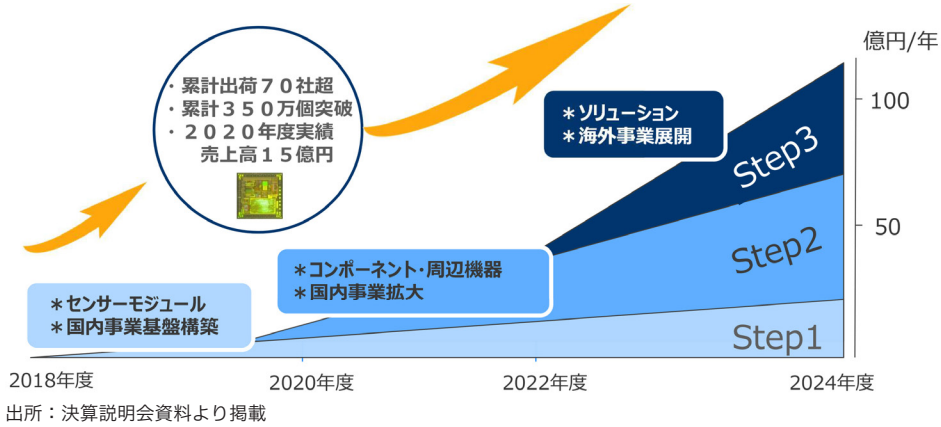 億円/年
・累計出荷７０社超
・累計３５０万個突破
・２０２０年度実績
売上高１５億円
100
＊ソリューション
＊海外事業展開
Step3
50
Step2
＊コンポーネント・周辺機器
＊国内事業拡大
＊センサーモジュール
＊国内事業基盤構築
Step1
2018年度
2020年度
2022年度
2024年度
出所：決算説明会資料より掲載